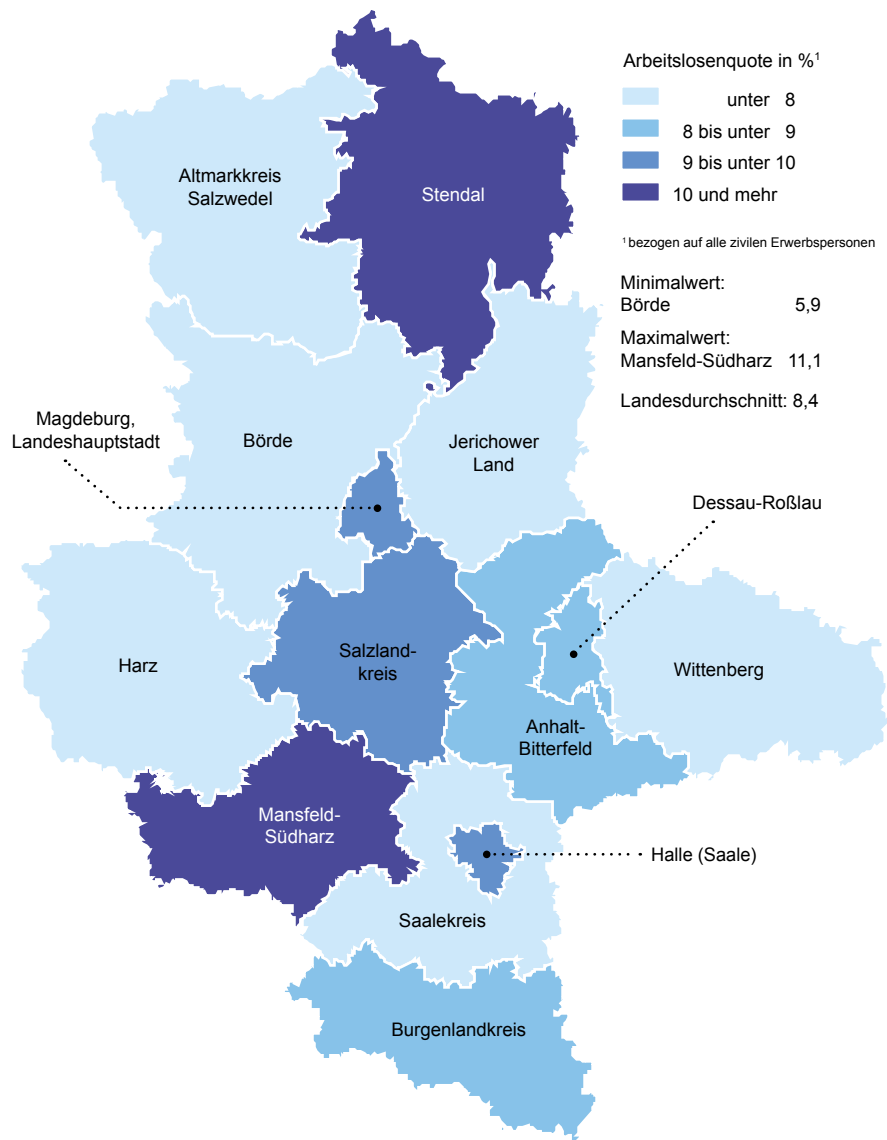 Arbeitslosenquote in %¹
unter 8
8 bis unter 9
9 bis unter 10
10 und mehr
¹ bezogen auf alle zivilen Erwerbspersonen
Minimalwert:
Börde 5,9
Maximalwert:
Mansfeld-Südharz 11,1
Landesdurchschnitt: 8,4
Altmarkkreis
Salzwedel
Stendal
Magdeburg,
Landeshauptstadt
Börde
Jerichower
Land
Dessau-Roßlau
Harz
Salzland-
kreis
Wittenberg
Anhalt-
Bitterfeld
Mansfeld-
Südharz
Halle (Saale)
Saalekreis
Burgenlandkreis